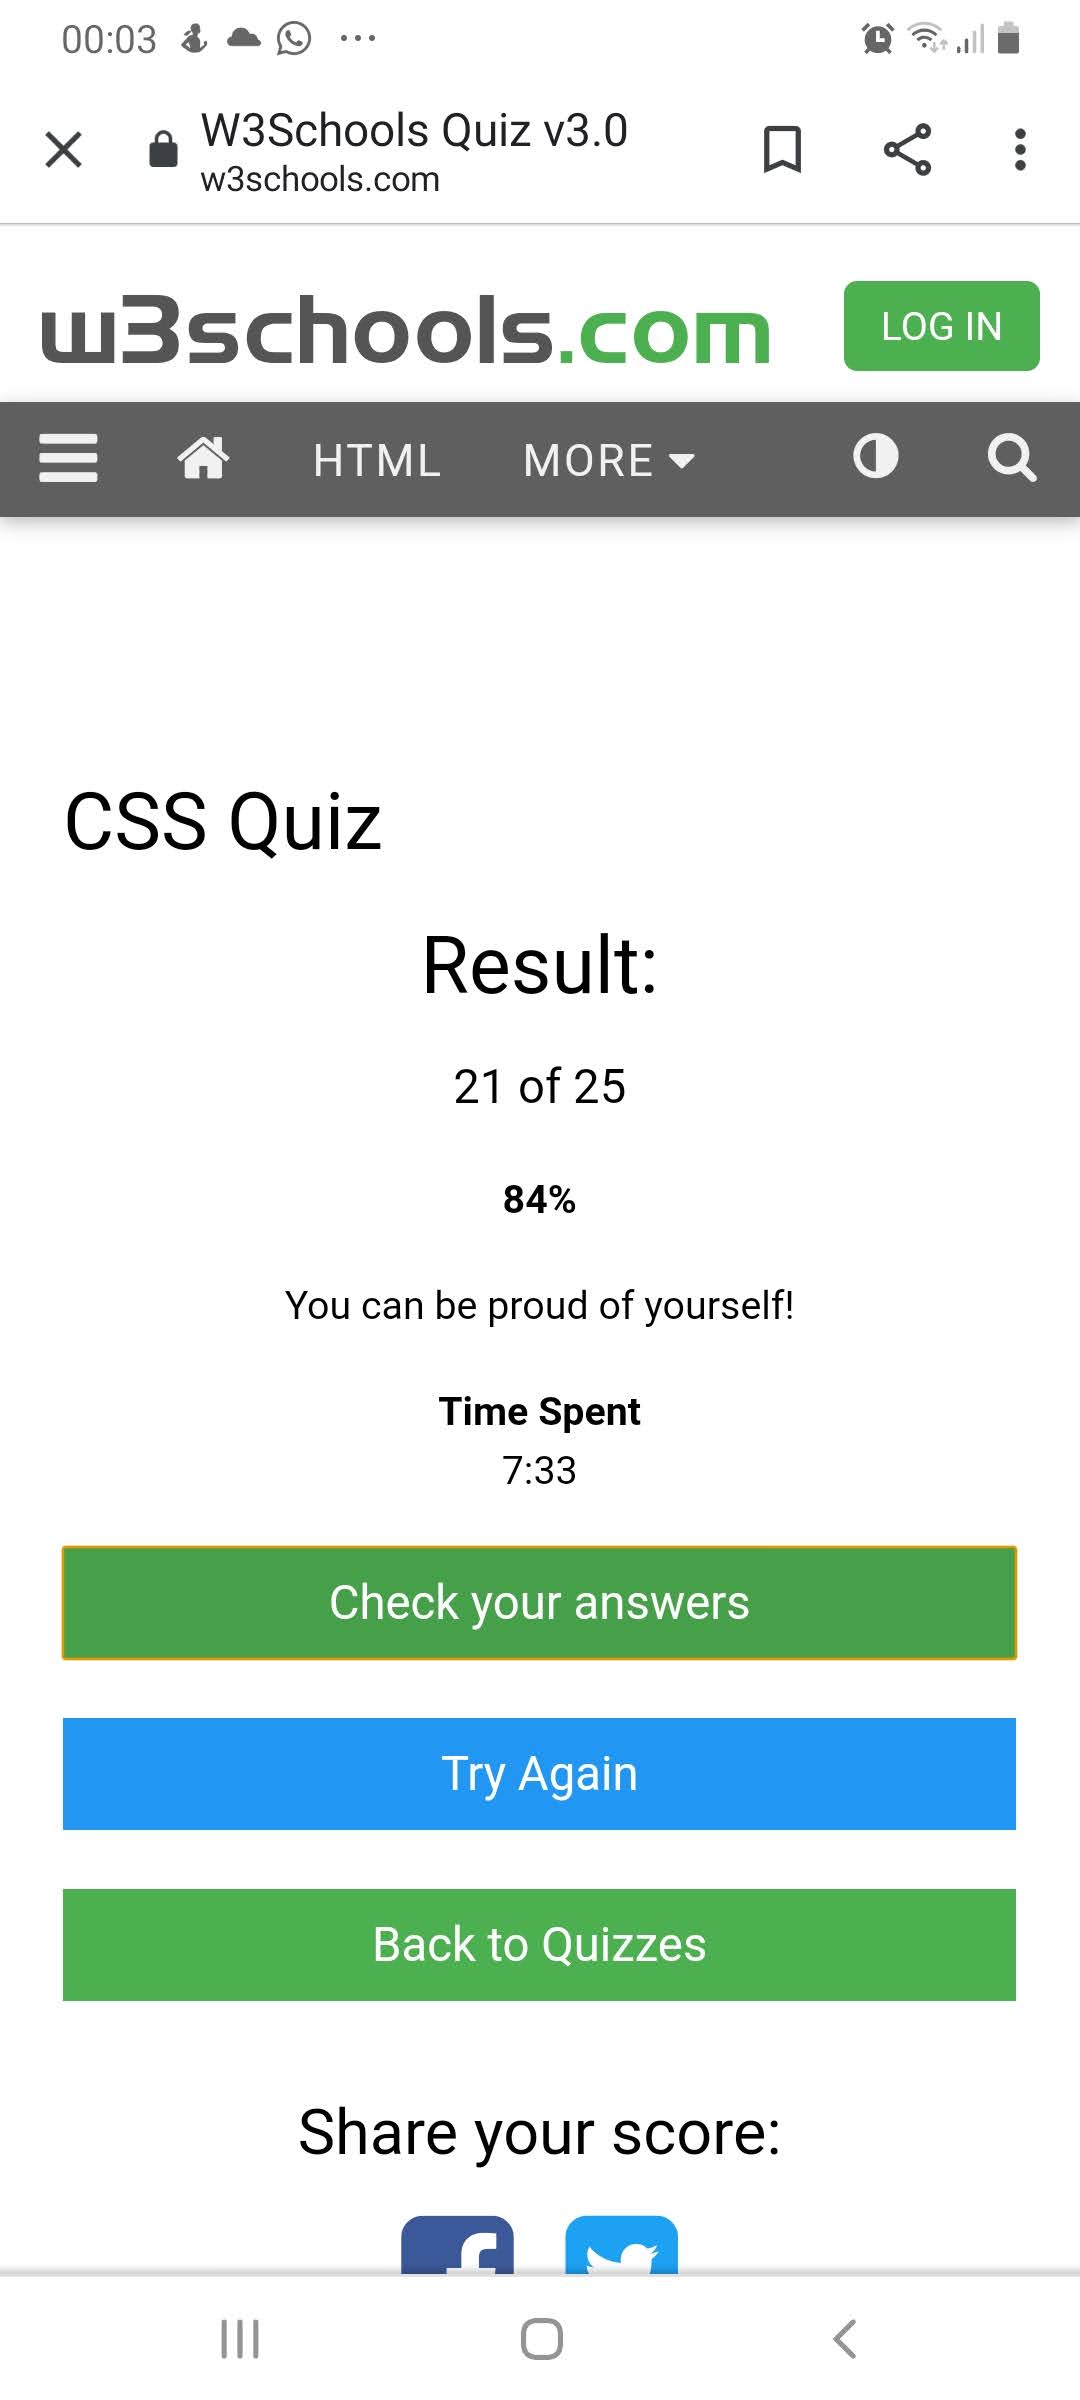 00:03
W3Schools Quiz v3.0
w3schools.com
w3schools.com
LOG IN
HTML MORE
CSS Quiz
Result:
21 of 25
84%
You can be proud of yourself!
Time Spent
7:33
Check your answers
Try Again
Back to Quizzes
Share your score: